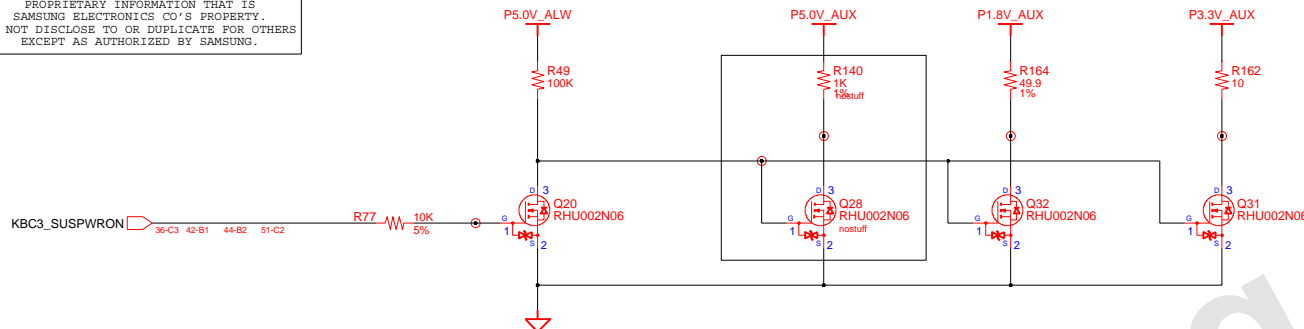 PROPRIETARY INFORMATION THAT IS
SAMSUNG ELECTRONICS CO'S PROPERTY.
NOT DISCLOSE TO OR DUPLICATE FOR OTHERS
EXCEPT AS AUTHORIZED BY SAMSUNG.
P5.0V_ALW
P5.0V_AUX
P1.8V_AUX
P3.3V_AUX
R49
100K
R140
1K
1%
nostuff
R164
49.9
1%
R162
10
KBC3_SUSPWRON
36-C3 42-B1 44-B2 51-C2
R77
10K
5%
D 3
Q20
RHU002N06
G
1
S 2
D 3
Q28
RHU002N06
nostuff
G
1
S 2
D 3
Q32
RHU002N06
G
1
S 2
D 3
Q31
RHU002N06
G
1
S 2